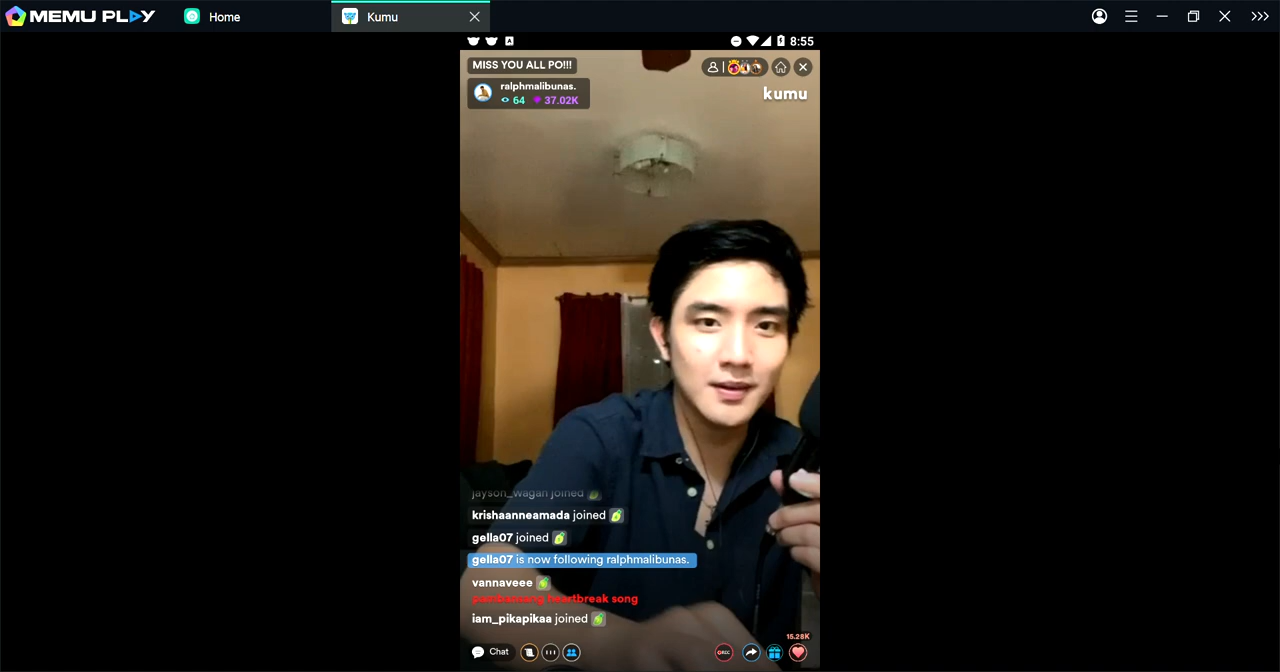 MEMU PLAY
Home
Kumu
8:55
MISS YOU ALL PO!!!
ralphmalibunas.
64 37.02K
kumu
jayson_wagan joined
krishaanneamada joined
gella07 joined
gella07 is now following ralphmalibunas.
vannaveee
heartbreak song
iam_pikapikaa joined
15.28K
Chat
REC